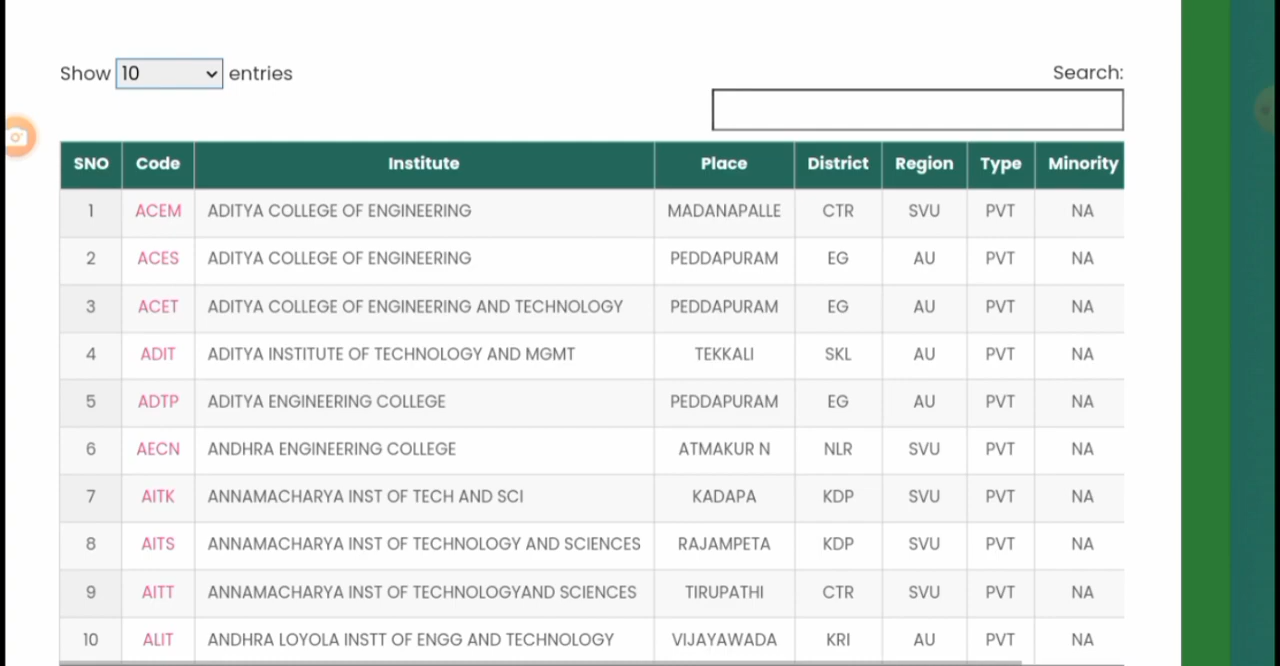 Show 10 entries
Search:
SNO Code Institute Place District Region Type Minority
1 ACEM ADITYA COLLEGE OF ENGINEERING MADANAPALLE CTR SVU PVT NA
2 ACES ADITYA COLLEGE OF ENGINEERING PEDDAPURAM EG AU PVT NA
3 ACET ADITYA COLLEGE OF ENGINEERING AND TECHNOLOGY PEDDAPURAM EG AU PVT NA
4 ADIT ADITYA INSTITUTE OF TECHNOLOGY AND MGMT TEKKALI SKL AU PVT NA
5 ADTP ADITYA ENGINEERING COLLEGE PEDDAPURAM EG AU PVT NA
6 AECN ANDHRA ENGINEERING COLLEGE ATMAKUR N NLR SVU PVT NA
7 AITK ANNAMACHARYA INST OF TECH AND SCI KADAPA KDP SVU PVT NA
8 AITS ANNAMACHARYA INST OF TECHNOLOGY AND SCIENCES RAJAMPETA KDP SVU PVT NA
9 AITT ANNAMACHARYA INST OF TECHNOLOGYAND SCIENCES TIRUPATHI CTR SVU PVT NA
10 ALIT ANDHRA LOYOLA INSTT OF ENGG AND TECHNOLOGY VIJAYAWADA KRI AU PVT NA